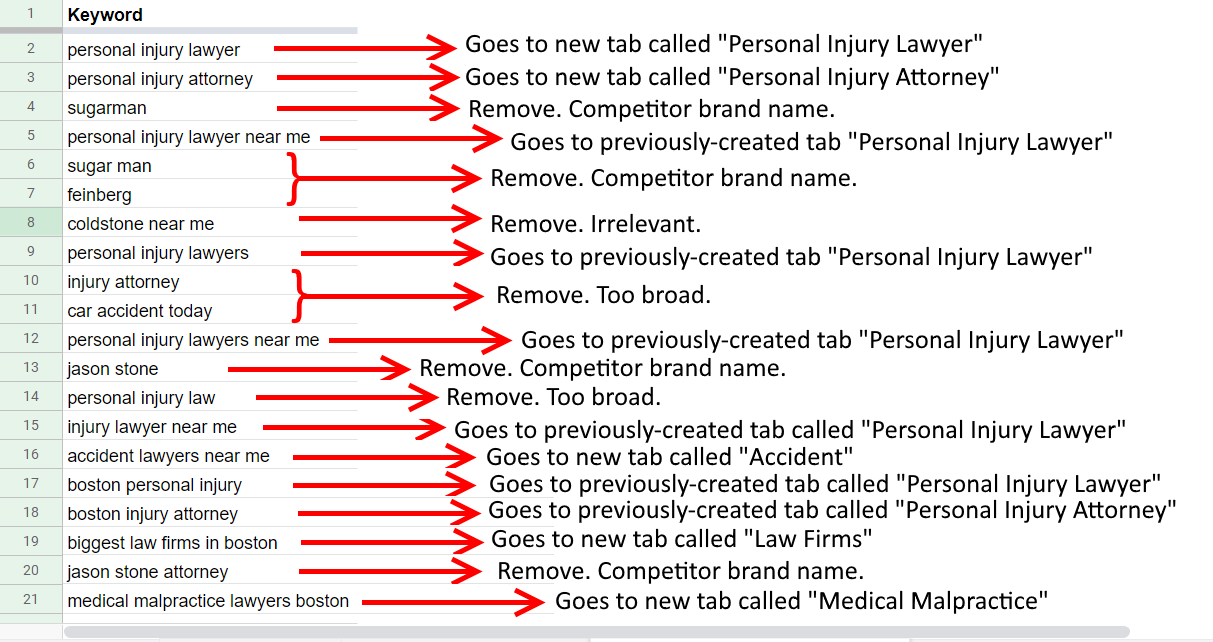 1 Keyword
2 personal injury lawyer Goes to new tab called "Personal Injury Lawyer"
3 personal injury attorney Goes to new tab called "Personal Injury Attorney"
4 sugarman Remove. Competitor brand name.
5 personal injury lawyer near me Goes to previously-created tab "Personal Injury Lawyer"
6 sugar man
Remove. Competitor brand name.
7 feinberg
8 coldstone near me Remove. Irrelevant.
9 personal injury lawyers Goes to previously-created tab "Personal Injury Lawyer"
10 injury attorney
Remove. Too broad.
11 car accident today
12 personal injury lawyers near me Goes to previously-created tab "Personal Injury Lawyer"
13 jason stone Remove. Competitor brand name.
14 personal injury law Remove. Too broad.
15 injury lawyer near me Goes to previously-created tab called "Personal Injury Lawyer"
16 accident lawyers near me Goes to new tab called "Accident"
17 boston personal injury Goes to previously-created tab called "Personal Injury Lawyer"
18 boston injury attorney Goes to previously-created tab called "Personal Injury Attorney"
19 biggest law firms in boston Goes to new tab called "Law Firms"
20 jason stone attorney Remove. Competitor brand name.
21 medical malpractice lawyers boston Goes to new tab called "Medical Malpractice"